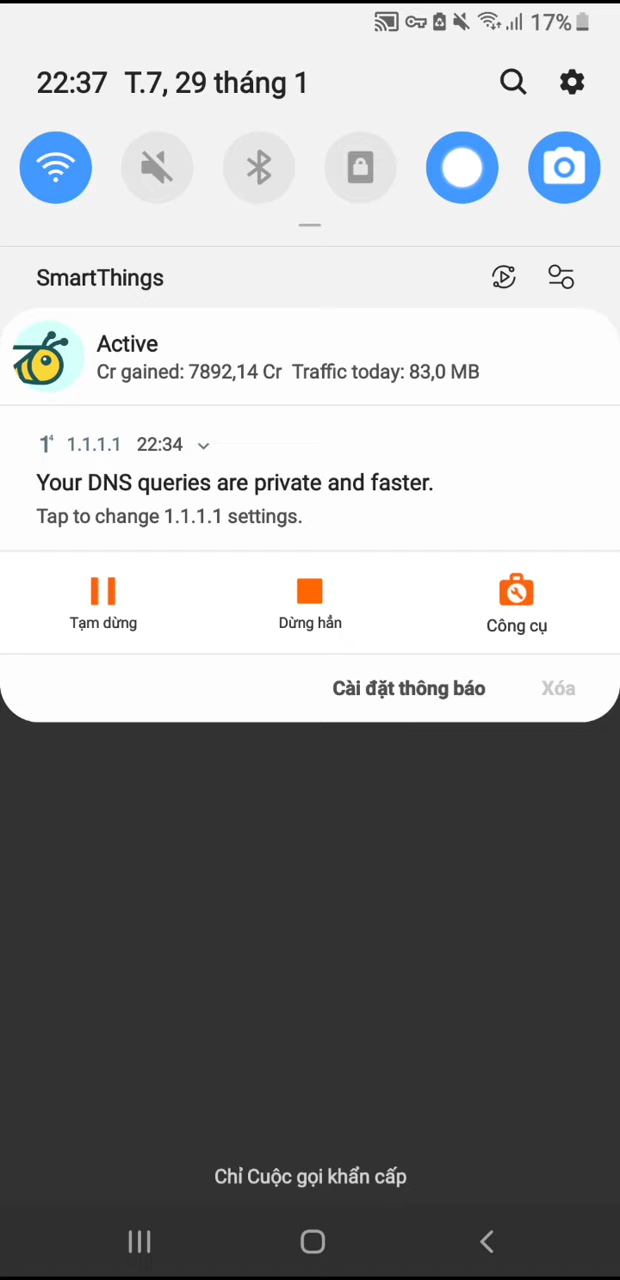 17%
22:37 T.7, 29 tháng 1
SmartThings
Active
Cr gained: 7892,14 Cr Traffic today: 83,0 MB
1.1.1.1 22:34
Your DNS queries are private and faster.
Tap to change 1.1.1.1 settings.
Tạm dừng Dừng hẳn Công cụ
Cài đặt thông báo Xóa
Chỉ Cuộc gọi khẩn cấp